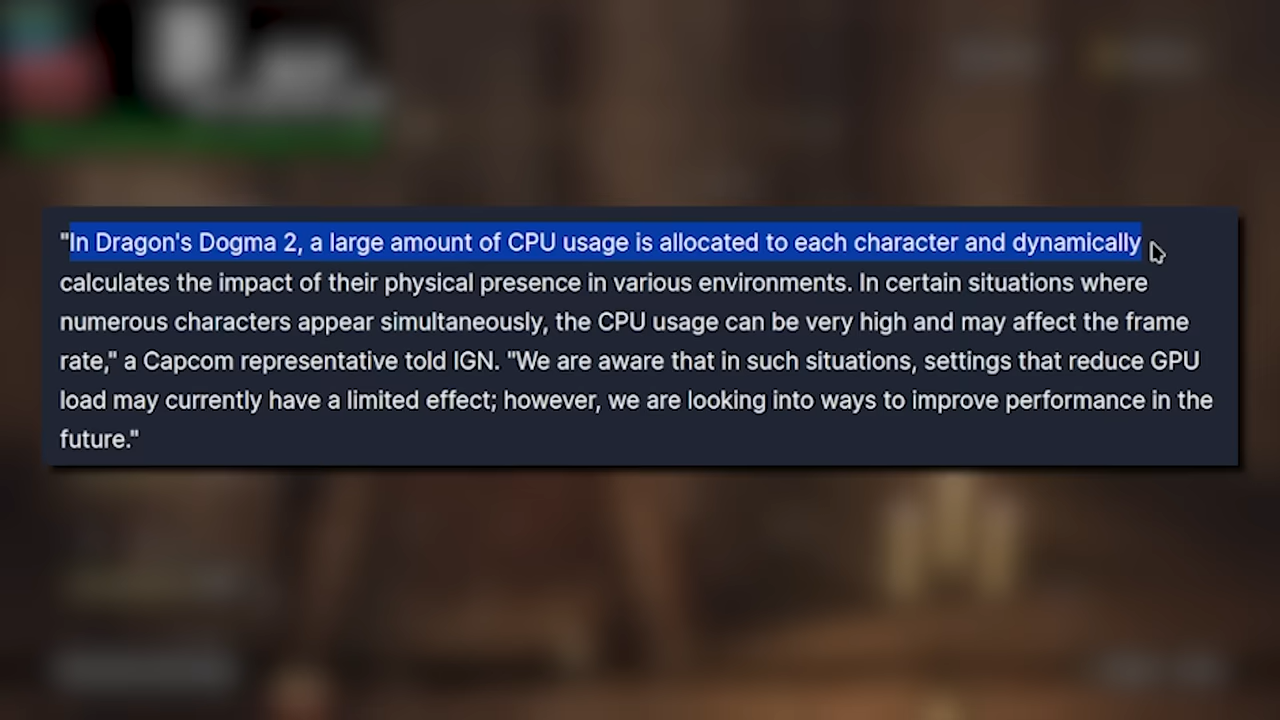 "In Dragon's Dogma 2, a large amount of CPU usage is allocated to each character and dynamically
calculates the impact of their physical presence in various environments. In certain situations where
numerous characters appear simultaneously, the CPU usage can be very high and may affect the frame
rate," a Capcom representative told IGN. "We are aware that in such situations, settings that reduce GPU
load may currently have a limited effect; however, we are looking into ways to improve performance in the
future."